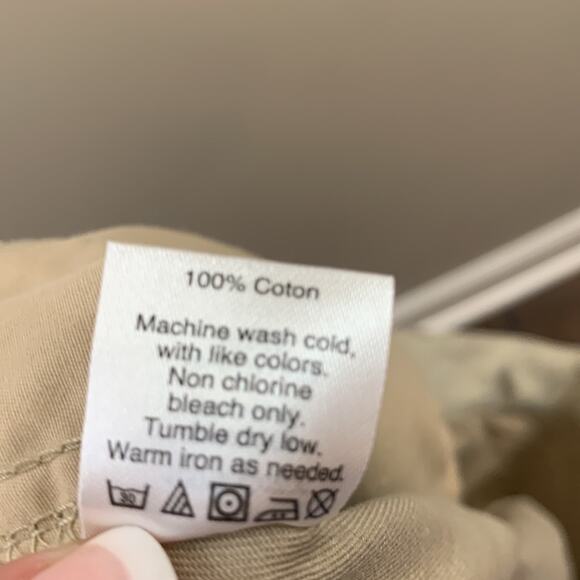 100% Coton
Machine wash cold,
with like colors.
Non chlorine
bleach only.
Tumble dry low.
Warm iron as needed.
30